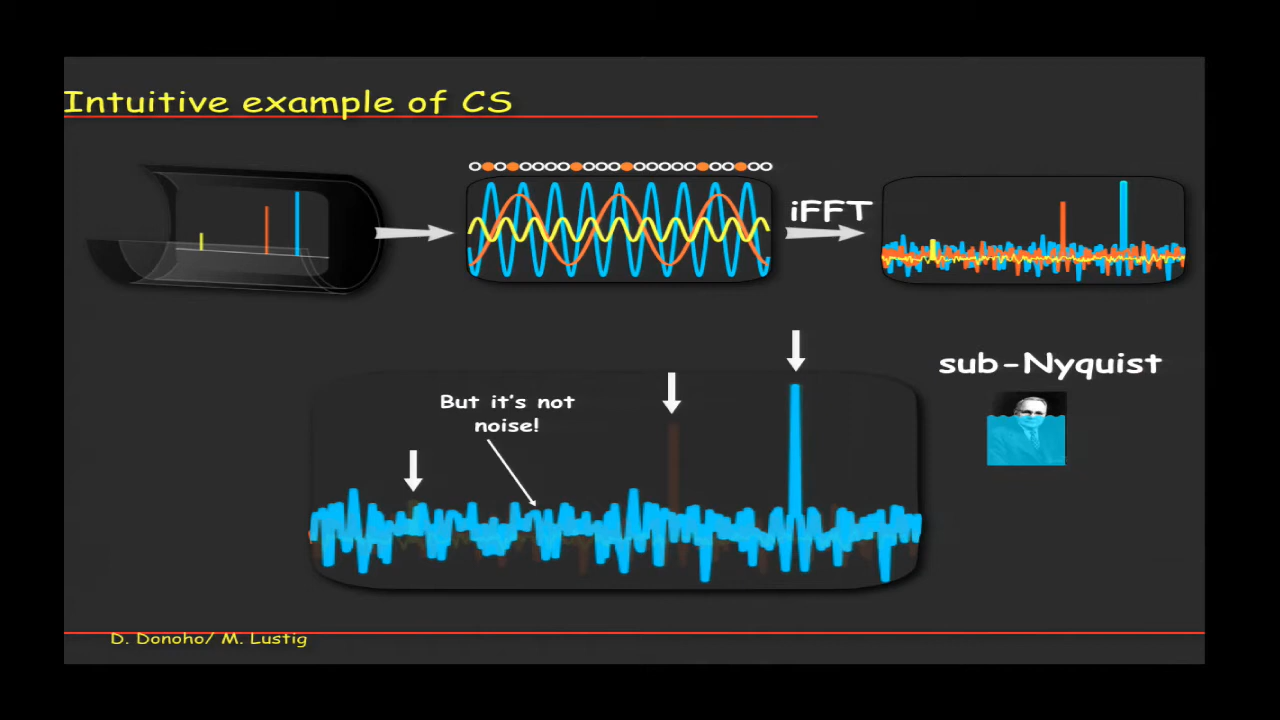 Intuitive example of CS
iFFT
sub-Nyquist
But it's not
noise!
D. Donoho/ M. Lustig